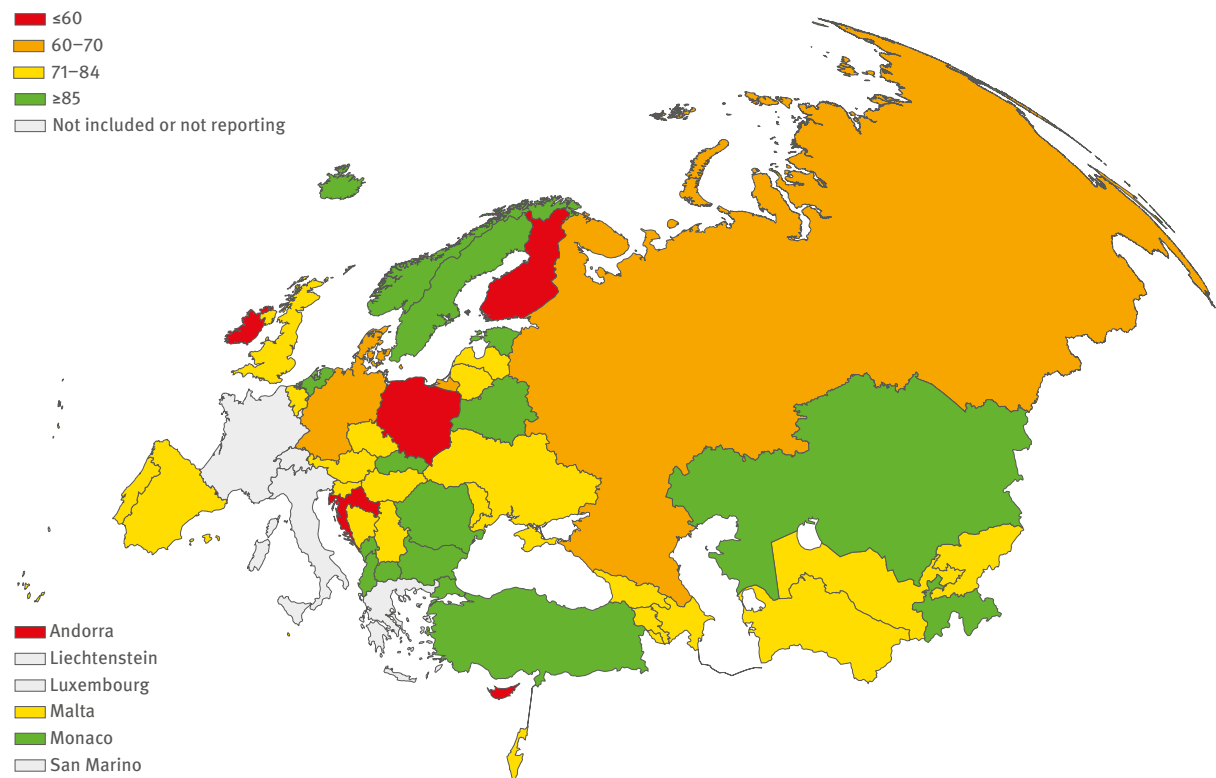 ≤60
60–70
71–84
≥85
Not included or not reporting
Andorra
Liechtenstein
Luxembourg
Malta
Monaco
San Marino